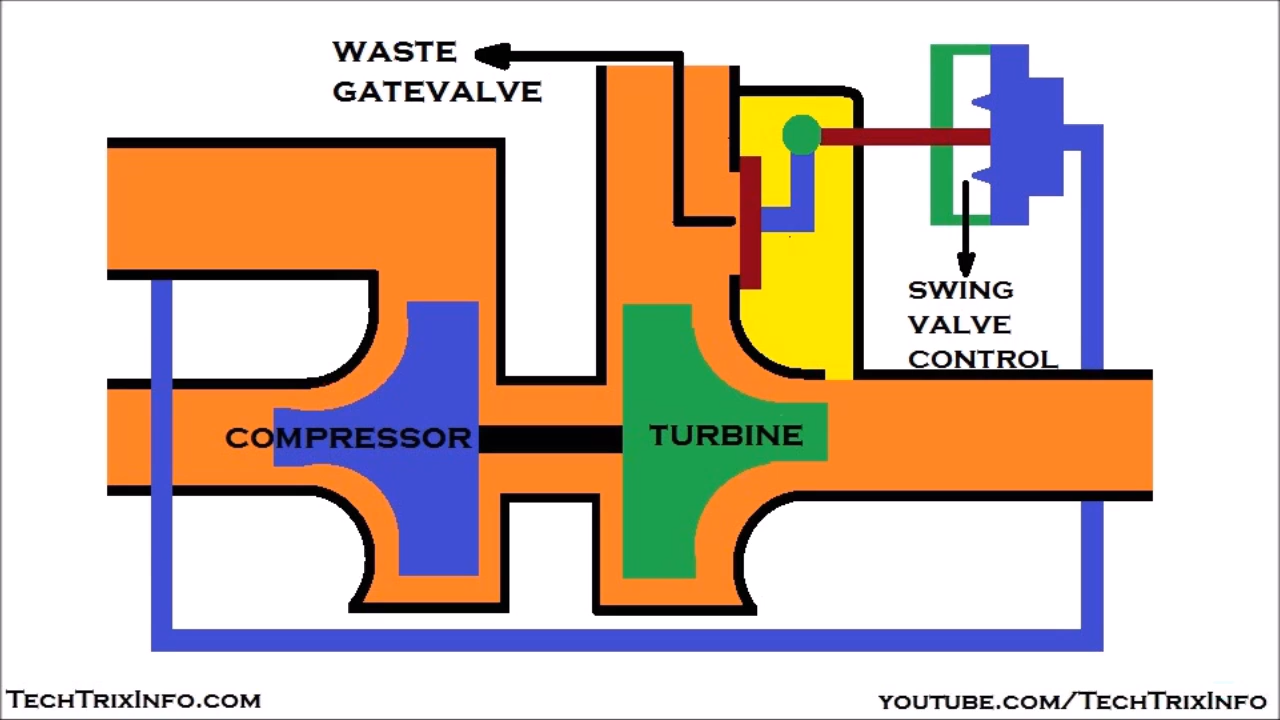 WASTE
GATEVALVE
SWING
VALVE
CONTROL
COMPRESSOR
TURBINE
TECHTRIXINFO.COM
YOUTUBE.COM/TECHTRIXINFO